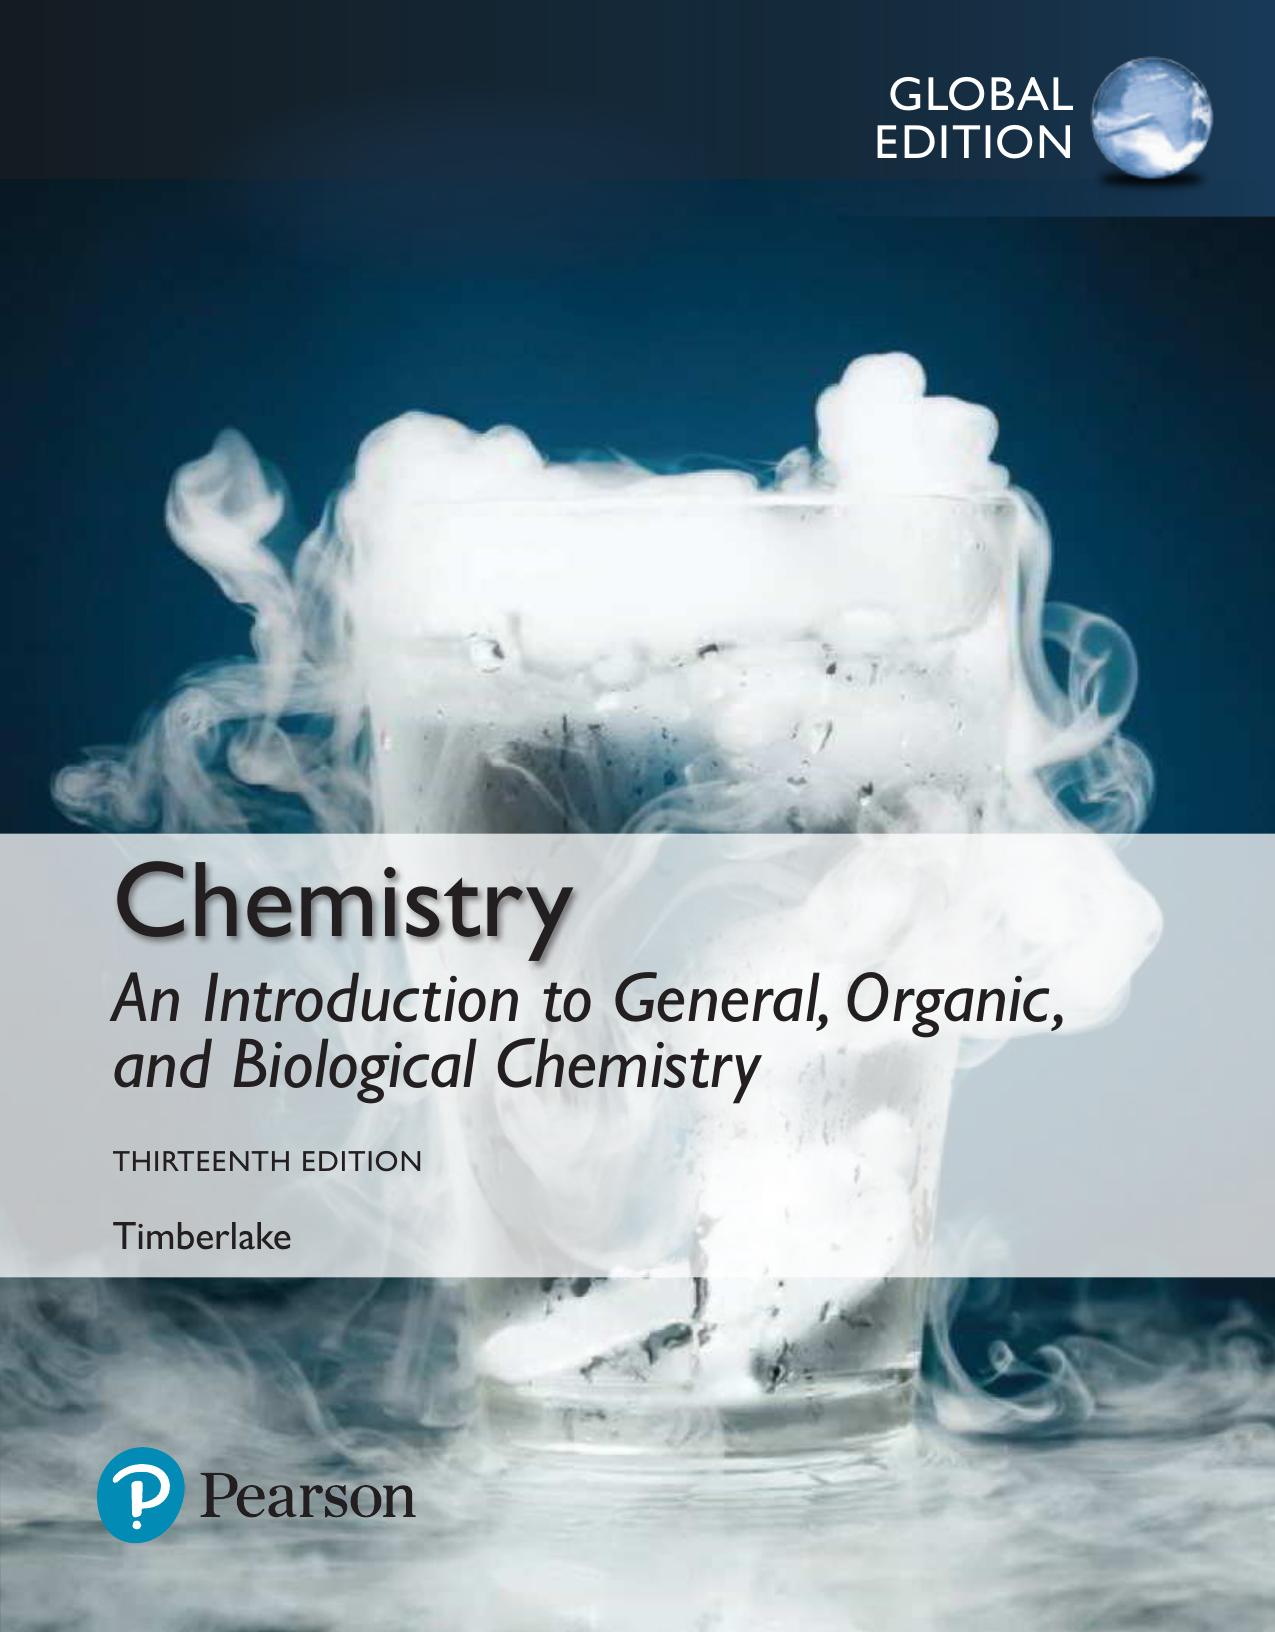 GLOBAL
EDITION
Chemistry
An Introduction to General, Organic,
and Biological Chemistry
THIRTEENTH EDITION
Timberlake
Pearson